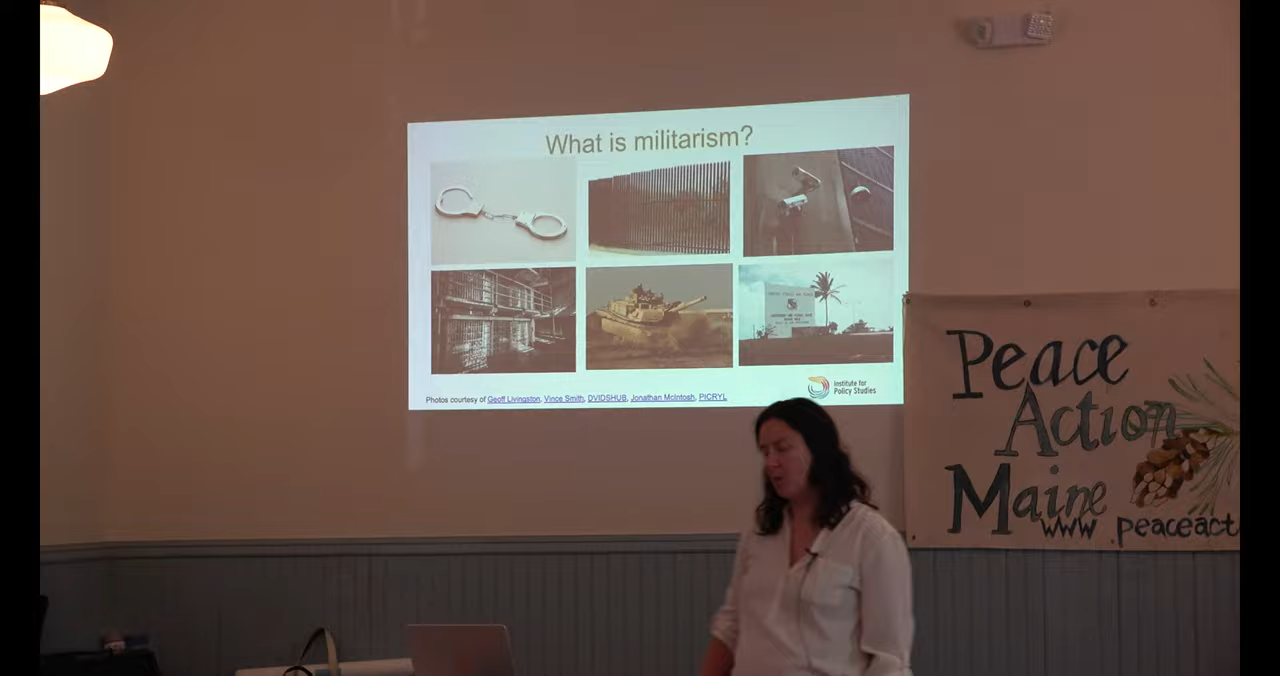 What is militarism?
Photos courtesy of Geoff Livingston, Vince Smith, DVIDSHUB, Jonathan McIntosh, PICRYL
Institute for
Policy Studies
Peace
Action
Maine
www.peaceact